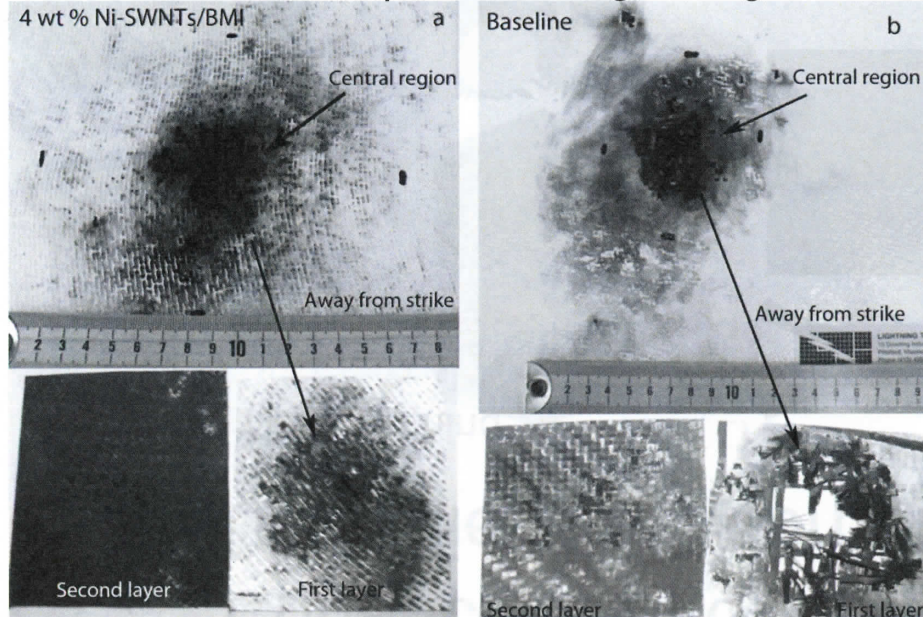 4 wt % Ni-SWNTs/BMI
a
Central region
Away from strike
2 3 4 5 6 7 8 9 10 1 2 3 4 5 6 7 8
Second layer
First layer
Baseline
b
Central region
Away from strike
LIGHTNING
2 3 4 5 6 7 8 9 10 1 2 3 4 5 6 7 8
Second layer
First layer